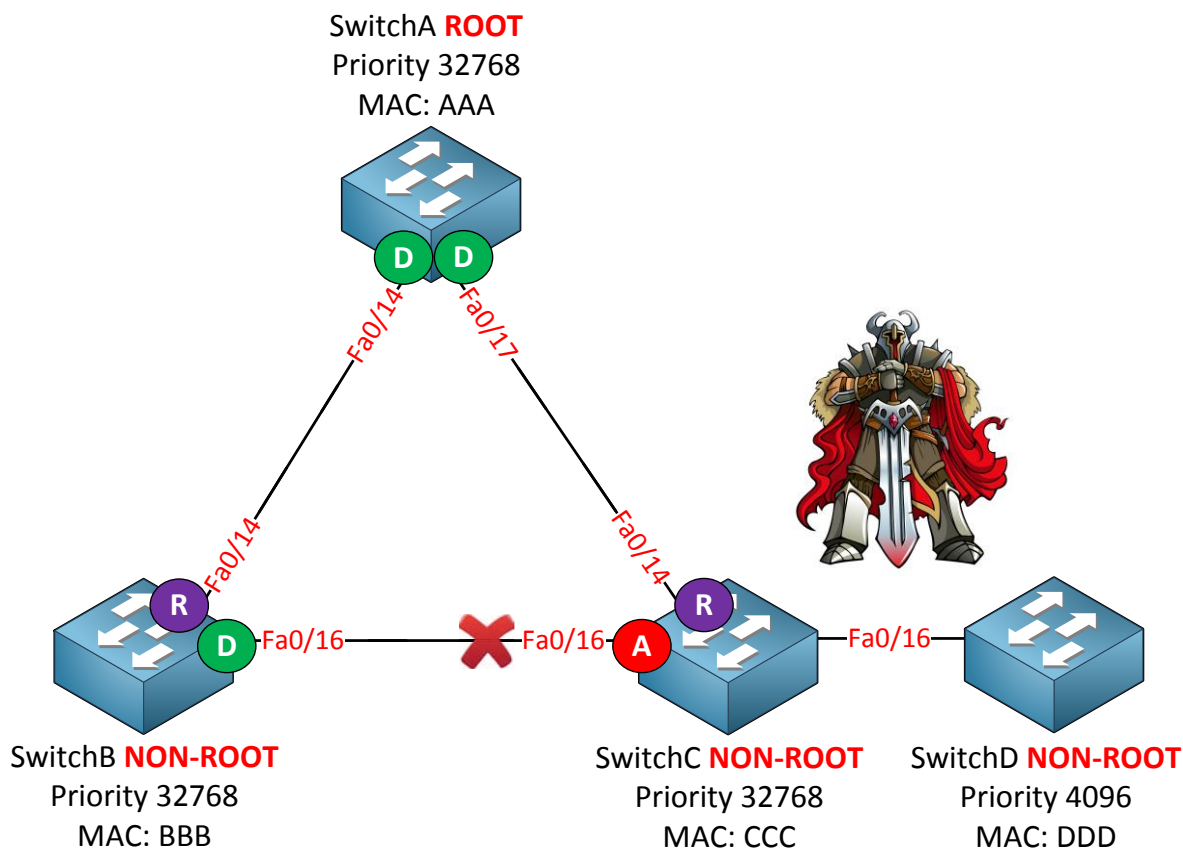 SwitchA ROOT
Priority 32768
MAC: AAA
D D
Fa0/14
Fa0/17
Fa0/14
Fa0/14
R
R
D
Fa0/16
Fa0/16
A
Fa0/16
SwitchB NON-ROOT
Priority 32768
MAC: BBB
SwitchC NON-ROOT
Priority 32768
MAC: CCC
SwitchD NON-ROOT
Priority 4096
MAC: DDD